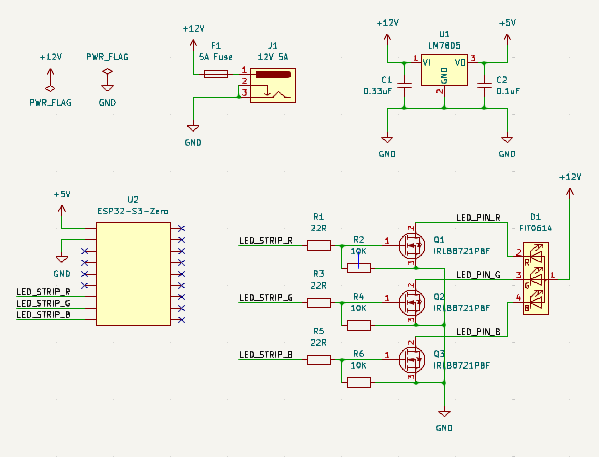 +12V
PWR_FLAG
PWR_FLAG
GND
+12V
F1
5A Fuse
J1
12V 5A
1
2
3
GND
+12V
U1
LM7805
+5V
1
VI
VO
3
GND
2
C1
0.33uF
C2
0.1uF
GND
GND
+5V
U2
ESP32-S3-Zero
GND
LED_STRIP_R
LED_STRIP_G
LED_STRIP_B
+12V
R1
22R
LED_STRIP_R
R2
10K
1
2
3
Q1
IRLB8721PBF
LED_PIN_R
D1
FIT0614
R3
22R
LED_STRIP_G
R4
10K
1
2
3
Q2
IRLB8721PBF
LED_PIN_G
2
R
3
G
4
B
1
R5
22R
LED_STRIP_B
R6
10K
1
2
3
Q3
IRLB8721PBF
LED_PIN_B
GND